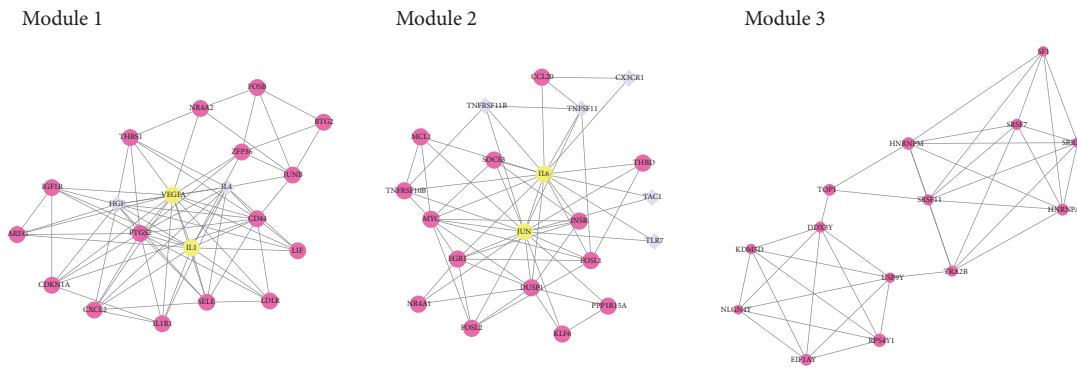 Module 1
Module 2
Module 3
FOSB
NR4A2
BTG2
THBS1
ZFP36
JUNB
IGF1R
VEGFA
IL4
HGF
CD44
AREG
PTGS2
IL1
LIF
CDKN1A
CXCL2
SELE
LDLR
IL1R1
CCL20
CX3CR1
TNFRSF11B
TNFSF11
MCL1
SOCS3
THBD
IL6
TNFRSF10B
TAC1
MYC
INSR
JUN
TLR7
EGR1
FOSL1
DUSP1
NR4A1
PPP1R15A
FOSL2
KLF6
SF1
SRSF7
HNRNPM
TOP1
SRSF11
HNRNPA
DDX3Y
KDM5D
TRA2B
USP9Y
NLGN4Y
RPS4Y1
EIF1AY